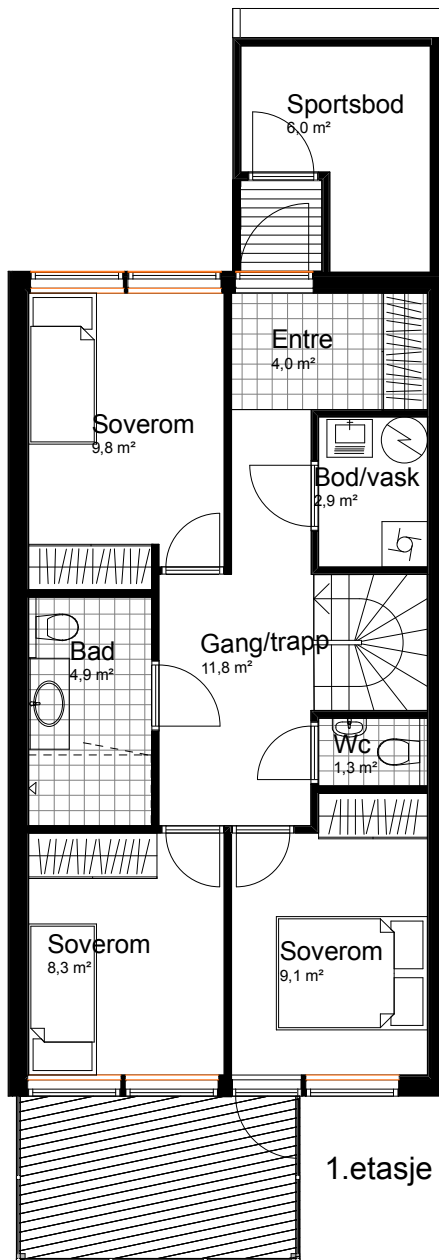 Sportsbod
6,0 m²
Entre
4,0 m²
Soverom
9,8 m²
Bod/vask
2,9 m²
Gang/trapp
11,8 m²
Bad
4,9 m²
Wc
1,3 m²
Soverom
8,3 m²
Soverom
9,1 m²
1.etasje